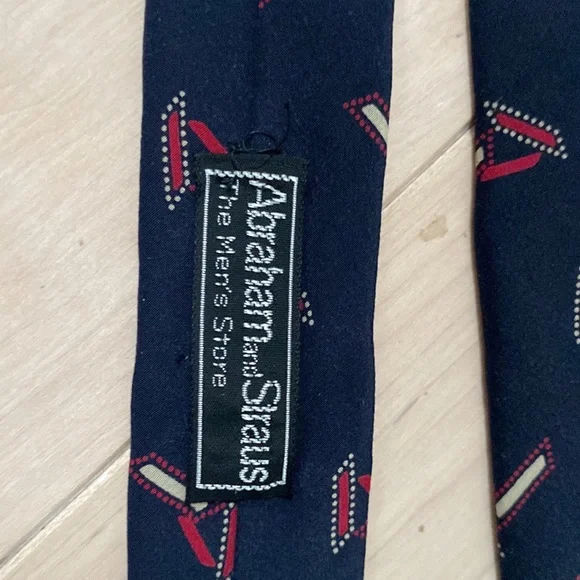 Abraham and Straus
The Men's Store